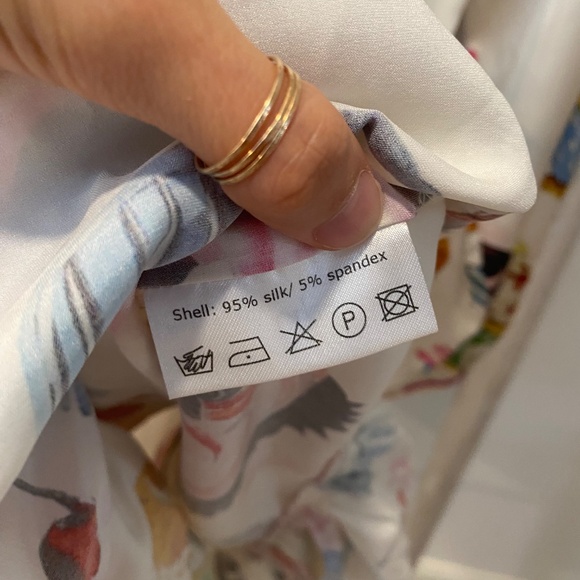 Shell: 95% silk/ 5% spandex
P